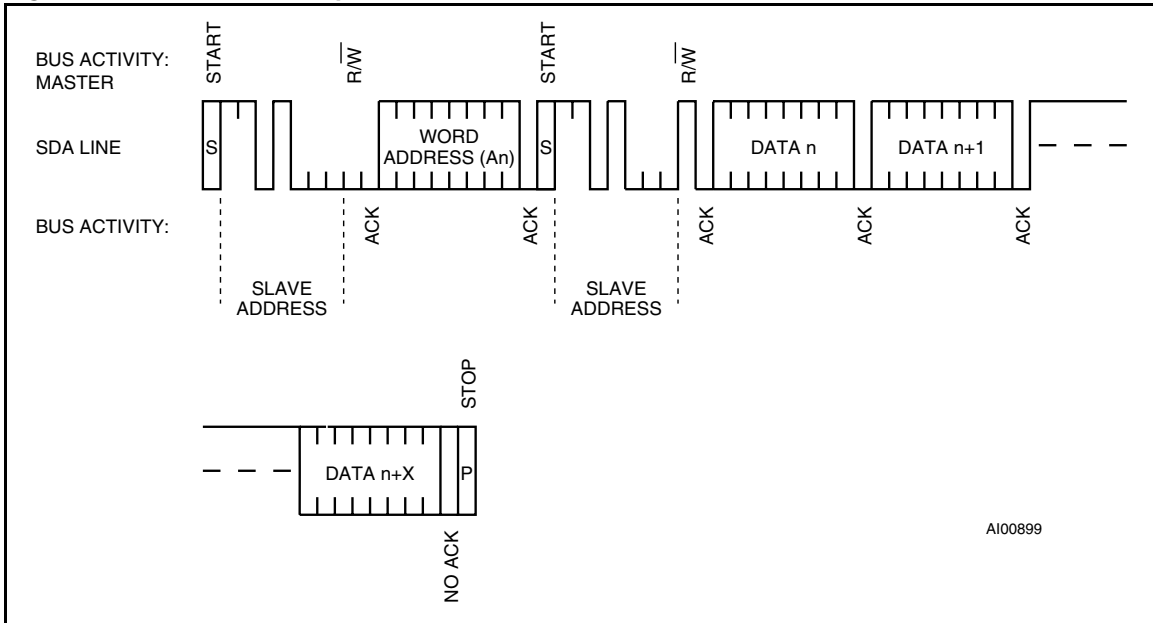 START
R/W
START
R/W
BUS ACTIVITY:
MASTER
SDA LINE
S
WORD
ADDRESS (An)
S
DATA n
DATA n+1
BUS ACTIVITY:
ACK
ACK
ACK
ACK
ACK
SLAVE
ADDRESS
SLAVE
ADDRESS
STOP
DATA n+X
P
NO ACK
AI00899